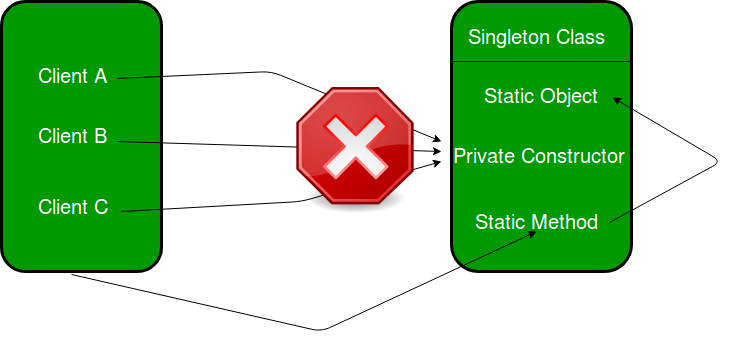 Client A
Client B
Client C
Singleton Class
Static Object
Private Constructor
Static Method